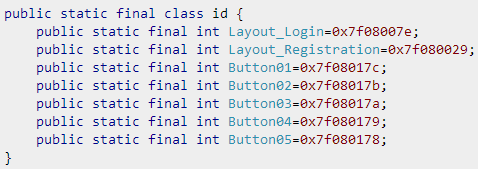 public static final class id {
    public static final int Layout_Login=0x7f08007e;
    public static final int Layout_Registration=0x7f080029;
    public static final int Button01=0x7f08017c;
    public static final int Button02=0x7f08017b;
    public static final int Button03=0x7f08017a;
    public static final int Button04=0x7f080179;
    public static final int Button05=0x7f080178;
}